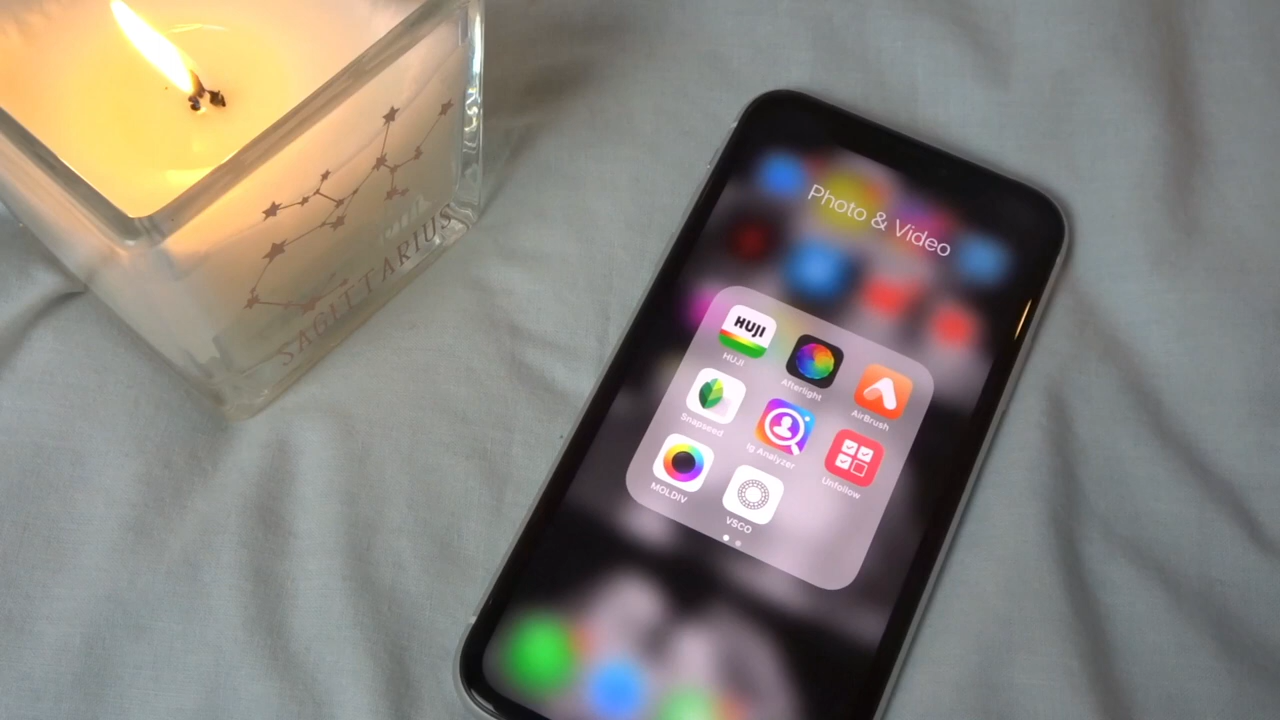 SAGITTARIUS
Photo & Video
HUJI
HUJI
Afterlight
AirBrush
Snapseed
Ig Analyzer
Unfollow
MOLDIV
VSCO